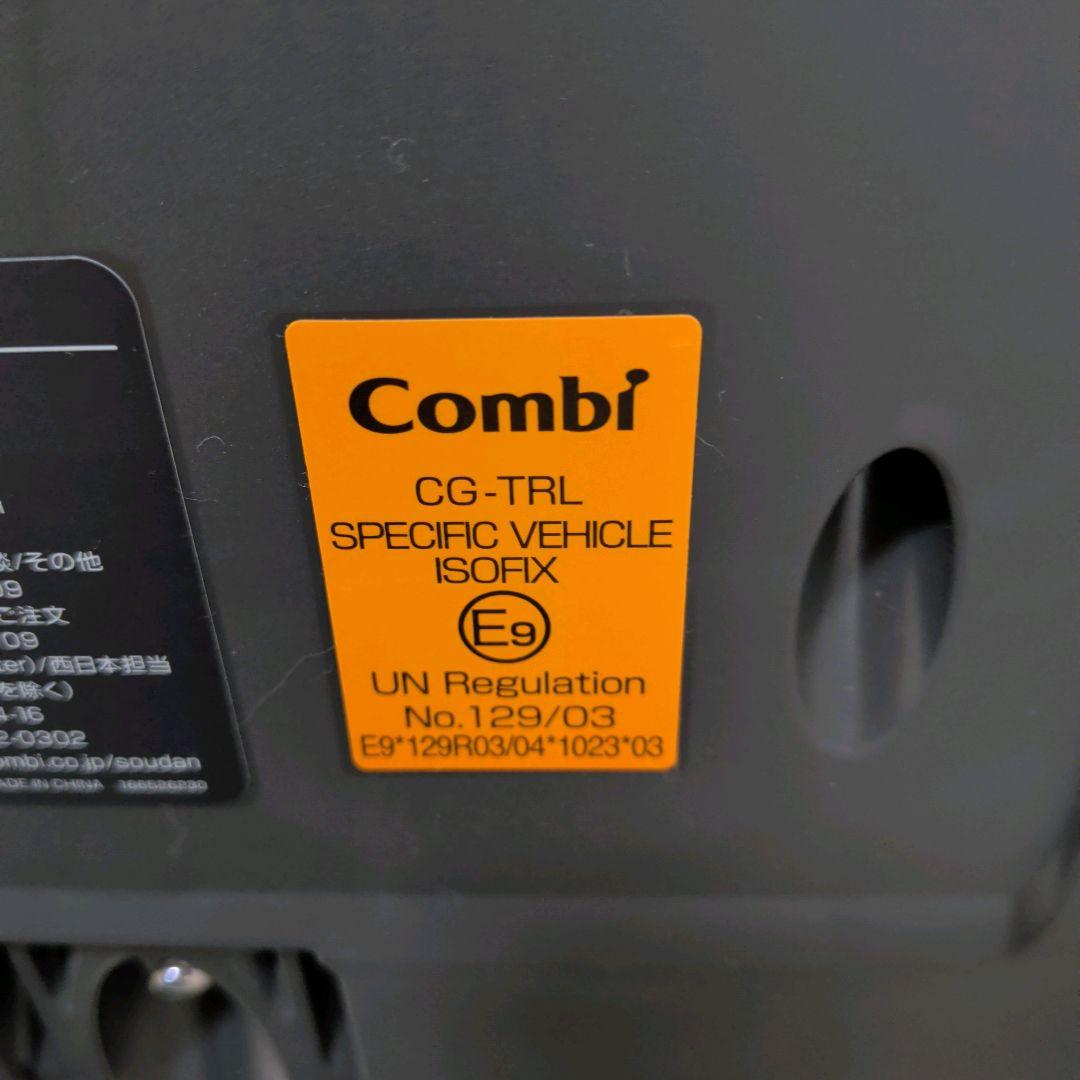 談/その他
09
ご注文
09
ter)/西日本担当
を除く)
4-16
2-0302
ombi.co.jp/soudan
ADE IN CHINA 166526230
Combi
CG-TRL
SPECIFIC VEHICLE
ISOFIX
E9
UN Regulation
No.129/03
E9*129R03/04*1023*03